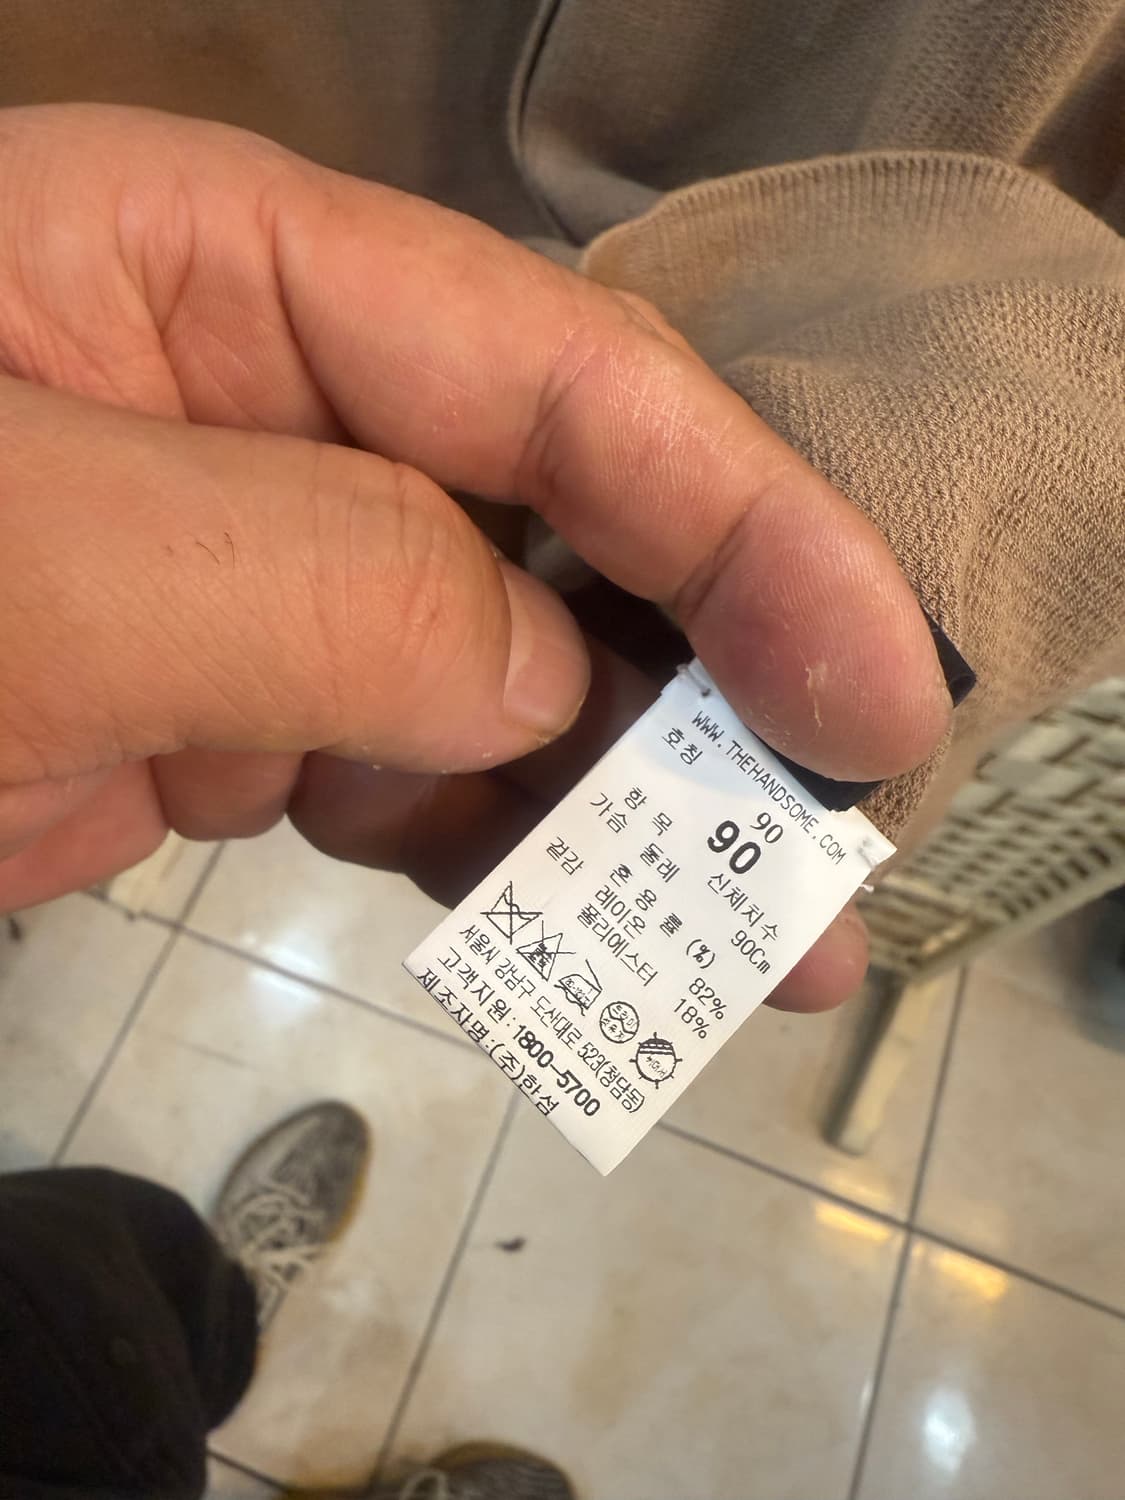 WWW.THEHANDSOME.COM
90
호칭 90
항 목 신체치수
가슴 둘레 90Cm
혼 용 률 (%)
겉감 레이온 82%
폴리에스터 18%
서울시 강남구 도산대로 523(청담동)
고객지원:1800-5700
제조자명:(주)한섬